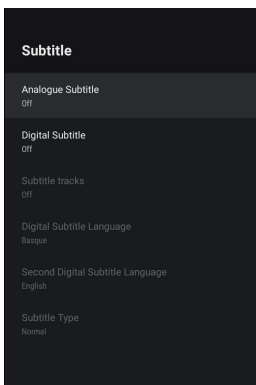 Subtitle
Analogue Subtitle
Off
Digital Subtitle
Off
Subtitle tracks
Off
Digital Subtitle Language
Basque
Second Digital Subtitle Language
English
Subtitle Type
Normal